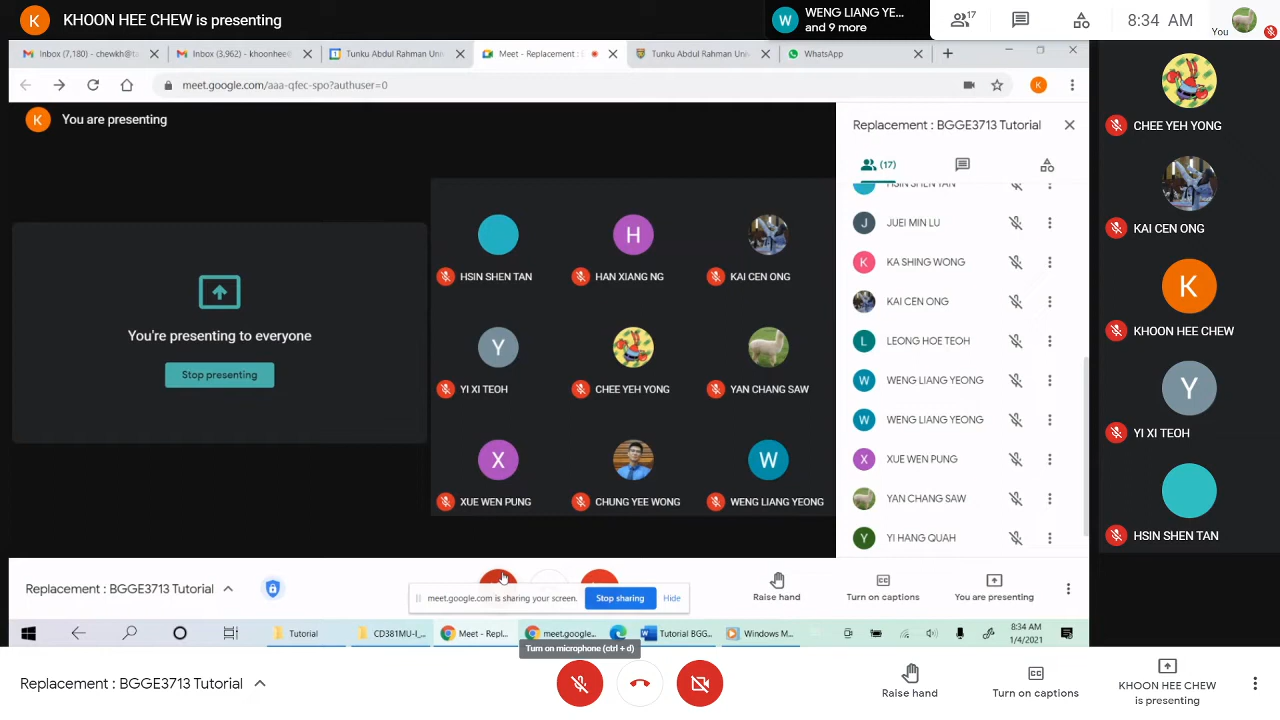 K
KHOON HEE CHEW is presenting
W
WENG LIANG YE...
and 9 more
17
8:34 AM
You
Inbox (7,180) - chewkh@ta
Inbox (3,962) - khoonhee
Tunku Abdul Rahman Uni
Meet - Replacement :
Tunku Abdul Rahman Uni
WhatsApp
meet.google.com/aaa-qfec-spo?authuser=0
K
K
You are presenting
Replacement : BGGE3713 Tutorial
(17)
You're presenting to everyone
Stop presenting
HSIN SHEN TAN
H
HAN XIANG NG
KAI CEN ONG
Y
YI XI TEOH
CHEE YEH YONG
YAN CHANG SAW
X
XUE WEN PUNG
CHUNG YEE WONG
W
WENG LIANG YEONG
HSIN SHEN TAN
J
JUEI MIN LU
K
KA SHING WONG
KAI CEN ONG
L
LEONG HOE TEOH
W
WENG LIANG YEONG
W
WENG LIANG YEONG
X
XUE WEN PUNG
YAN CHANG SAW
Y
YI HANG QUAH
CHEE YEH YONG
KAI CEN ONG
K
KHOON HEE CHEW
Y
YI XI TEOH
HSIN SHEN TAN
Replacement : BGGE3713 Tutorial
meet.google.com is sharing your screen.
Stop sharing
Hide
Raise hand
Turn on captions
You are presenting
Tutorial
CD381MU-I_...
Meet - Repl...
meet.google...
Tutorial BGG...
Windows M...
8:34 AM
1/4/2021
Turn on microphone (ctrl + d)
Replacement : BGGE3713 Tutorial
Raise hand
Turn on captions
KHOON HEE CHEW
is presenting